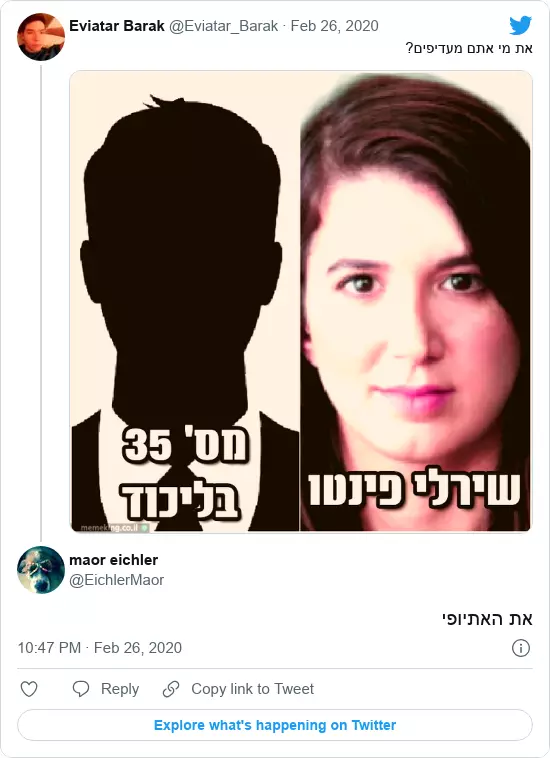 Eviatar Barak @Eviatar_Barak · Feb 26, 2020
את מי אתם מעדיפים?
מס' 35
בליכוד
שירלי פינטו
memeking.co.il
maor eichler
@EichlerMaor
את האתיופי
10:47 PM · Feb 26, 2020
Reply
Copy link to Tweet
Explore what's happening on Twitter